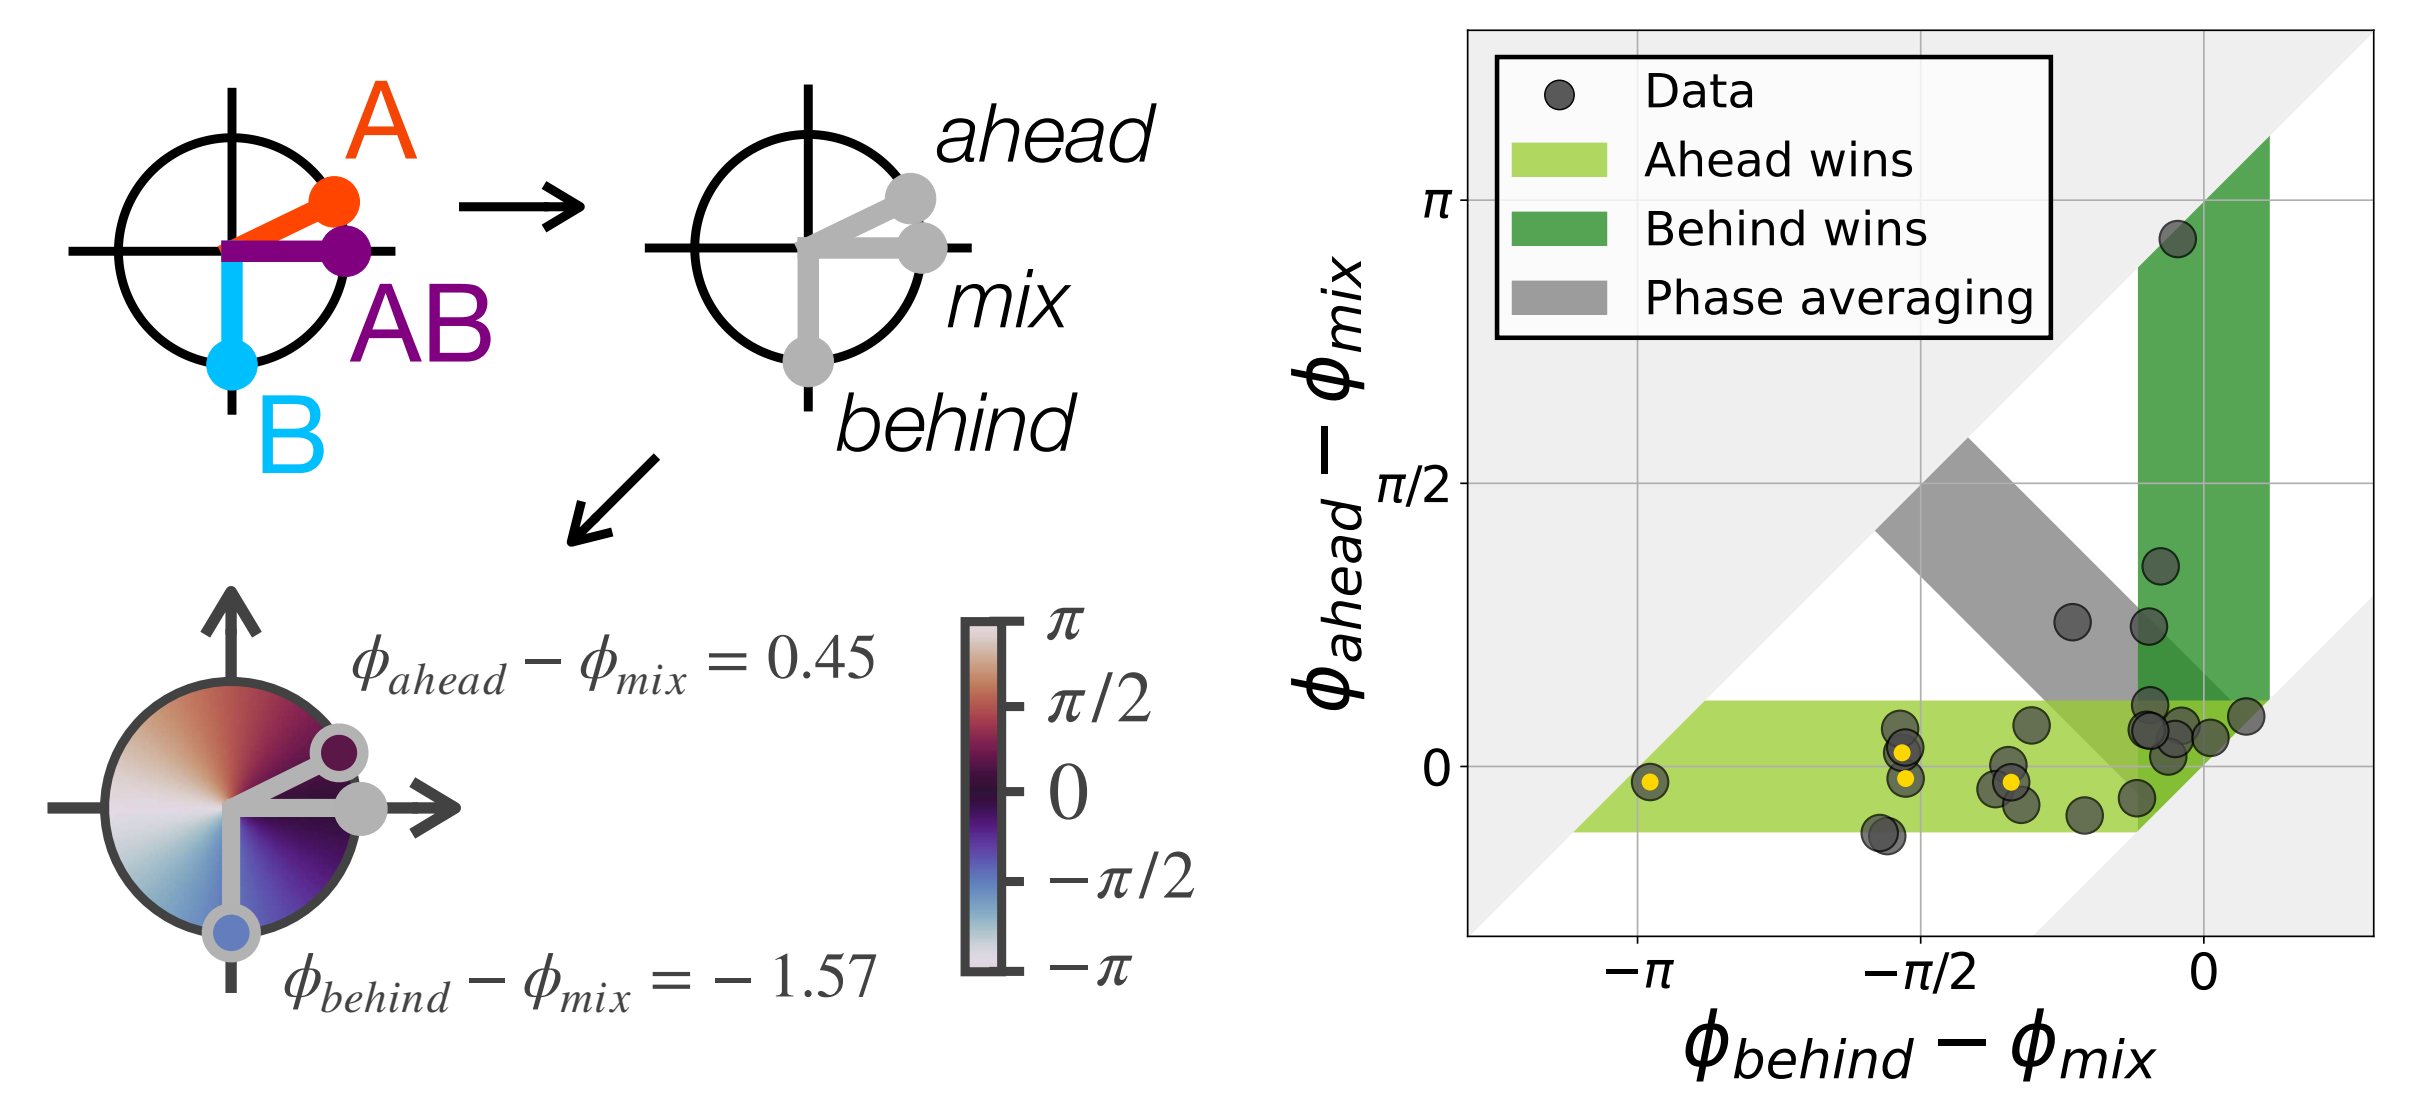 A
AB
B
ahead
mix
behind
ϕahead − ϕmix = 0.45
ϕbehind − ϕmix = − 1.57
π
π/2
0
−π/2
−π
Data
Ahead wins
Behind wins
Phase averaging
π
π/2
0
ϕahead − ϕmix
−π
−π/2
0
ϕbehind − ϕmix